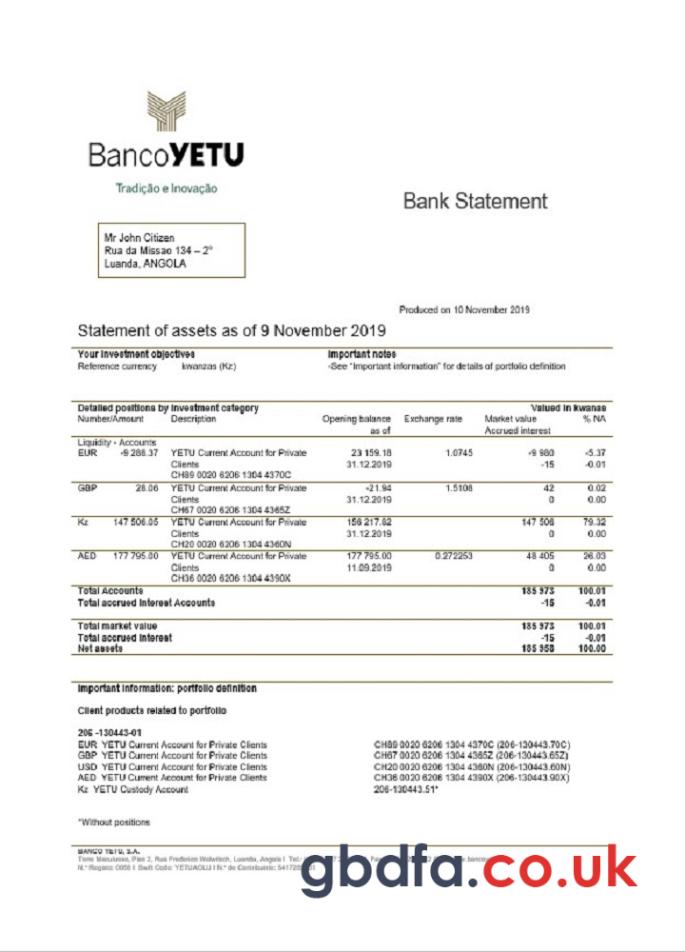 BancoYETU
Tradição e Inovação
Bank Statement
Mr John Citizen
Rua da Missao 134 – 2°
Luanda, ANGOLA
Produced on 10 November 2019
Statement of assets as of 9 November 2019
Your investment objectives Important notes
Reference currency kwanzas (Kz) -See "Important information" for details of portfolio definition
Detailed positions by investment category Valued in kwanas
Number/Amount Description Opening balance Exchange rate Market value % NA
as of Accrued interest
Liquidity - Accounts
EUR -9 288.37 YETU Current Account for Private 23 159.18 1.0745 -9 980 -5.37
Clients 31.12.2019 -15 -0.01
CH89 0020 6206 1304 4370C
GBP 28.06 YETU Current Account for Private -21.94 1.5108 42 0.02
Clients 31.12.2019 0 0.00
CH67 0020 6206 1304 4365Z
Kz 147 506.05 YETU Current Account for Private 156 217.62 147 506 79.32
Clients 31.12.2019 0 0.00
CH20 0020 6206 1304 4360N
AED 177 795.00 YETU Current Account for Private 177 795.00 0.272253 48 405 26.03
Clients 11.09.2019 0 0.00
CH36 0020 6206 1304 4390X
Total Accounts 185 973 100.01
Total accrued interest Accounts -15 -0.01
Total market value 185 973 100.01
Total accrued interest -15 -0.01
Net assets 185 958 100.00
Important information: portfolio definition
Client products related to portfolio
206 -130443-01
EUR YETU Current Account for Private Clients CH89 0020 6206 1304 4370C (206-130443.70C)
GBP YETU Current Account for Private Clients CH67 0020 6206 1304 4365Z (206-130443.65Z)
USD YETU Current Account for Private Clients CH20 0020 6206 1304 4360N (206-130443.60N)
AED YETU Current Account for Private Clients CH36 0020 6206 1304 4390X (206-130443.90X)
Kz YETU Custody Account 206-130443.51*
*Without positions
BANCO YETU, S.A.
Piso 2, Rua Frederico Luanda, Angola I Tel.:
Swift Code: I N.º de Contribuinte:
gbdfa.co.uk